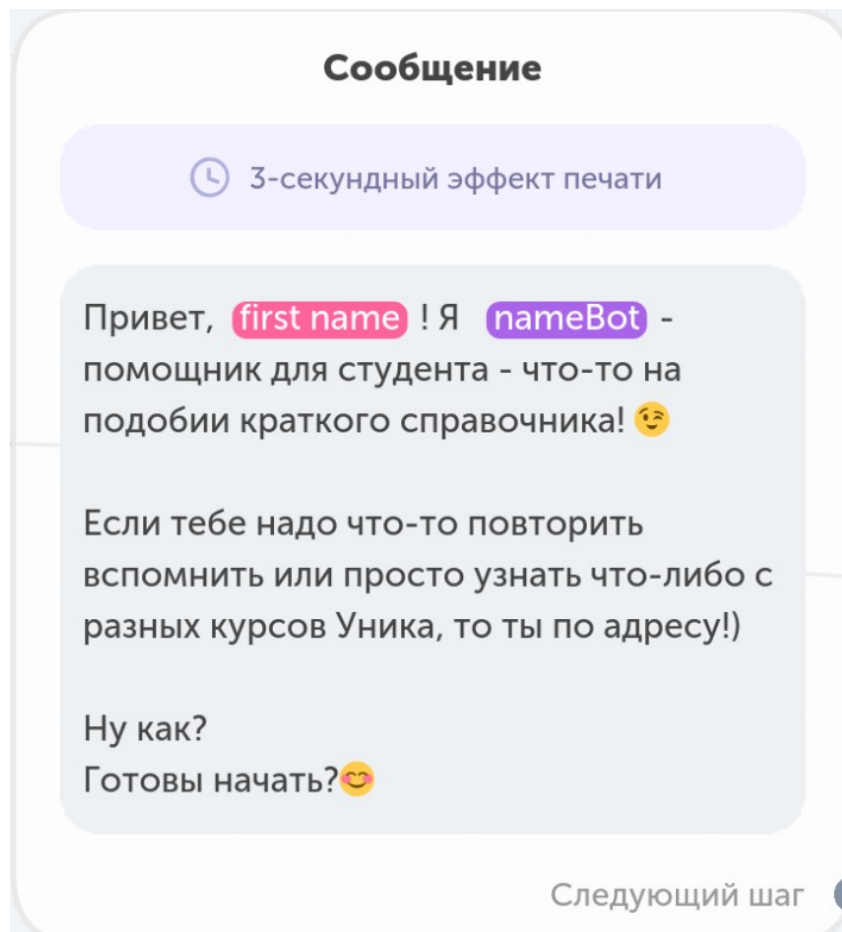 Сообщение
3-секундный эффект печати
Привет, first name ! Я nameBot -
помощник для студента - что-то на
подобии краткого справочника! 😉
Если тебе надо что-то повторить
вспомнить или просто узнать что-либо с
разных курсов Уника, то ты по адресу!)
Ну как?
Готовы начать?😊
Следующий шаг